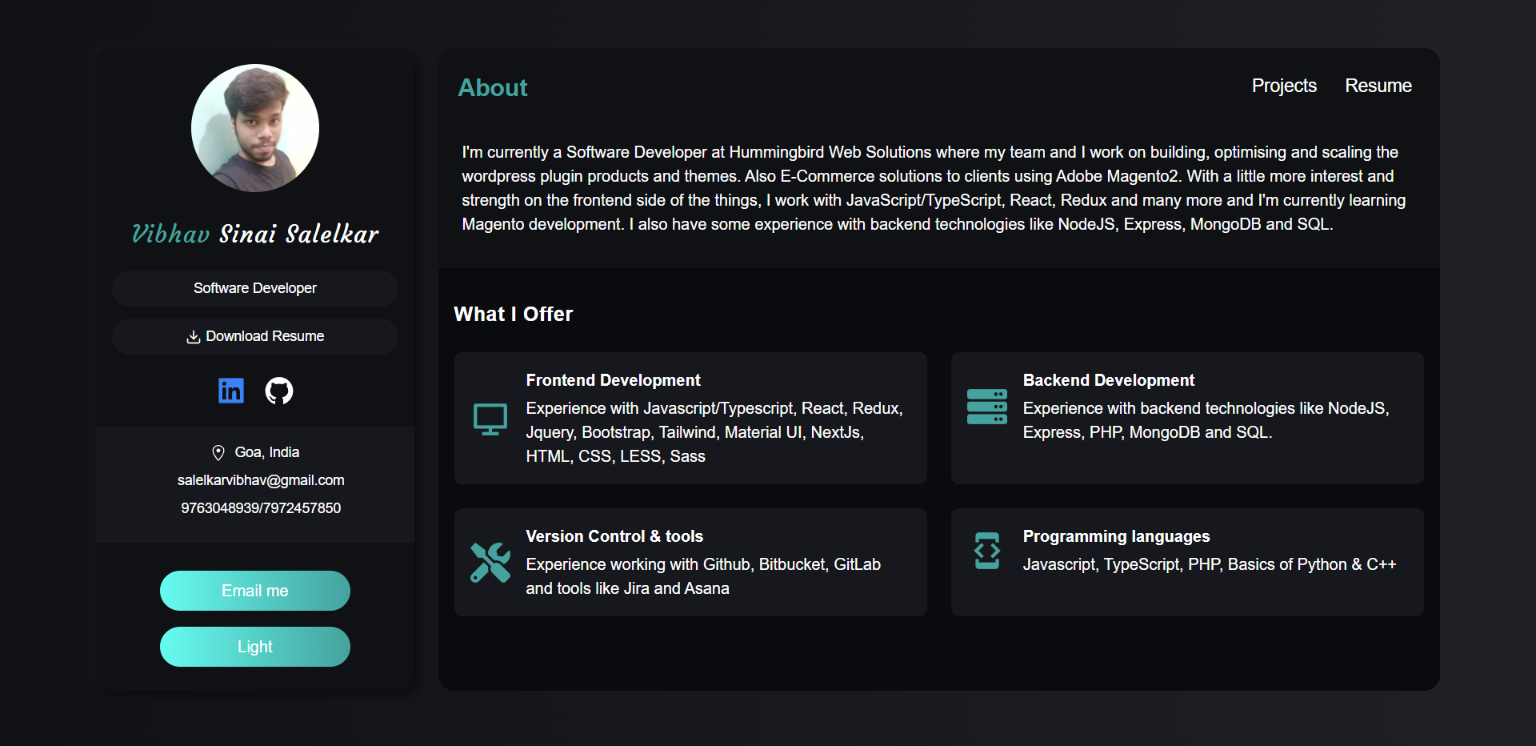 Vibhav Sinai Salelkar
Software Developer
Download Resume
in
Goa, India
salelkarvibhav@gmail.com
9763048939/7972457850
Email me
Light
About
Projects
Resume
I'm currently a Software Developer at Hummingbird Web Solutions where my team and I work on building, optimising and scaling the
wordpress plugin products and themes. Also E-Commerce solutions to clients using Adobe Magento2. With a little more interest and
strength on the frontend side of the things, I work with JavaScript/TypeScript, React, Redux and many more and I'm currently learning
Magento development. I also have some experience with backend technologies like NodeJS, Express, MongoDB and SQL.
What I Offer
Frontend Development
Experience with Javascript/Typescript, React, Redux,
Jquery, Bootstrap, Tailwind, Material UI, NextJs,
HTML, CSS, LESS, Sass
Backend Development
Experience with backend technologies like NodeJS,
Express, PHP, MongoDB and SQL.
Version Control & tools
Experience working with Github, Bitbucket, GitLab
and tools like Jira and Asana
Programming languages
Javascript, TypeScript, PHP, Basics of Python & C++